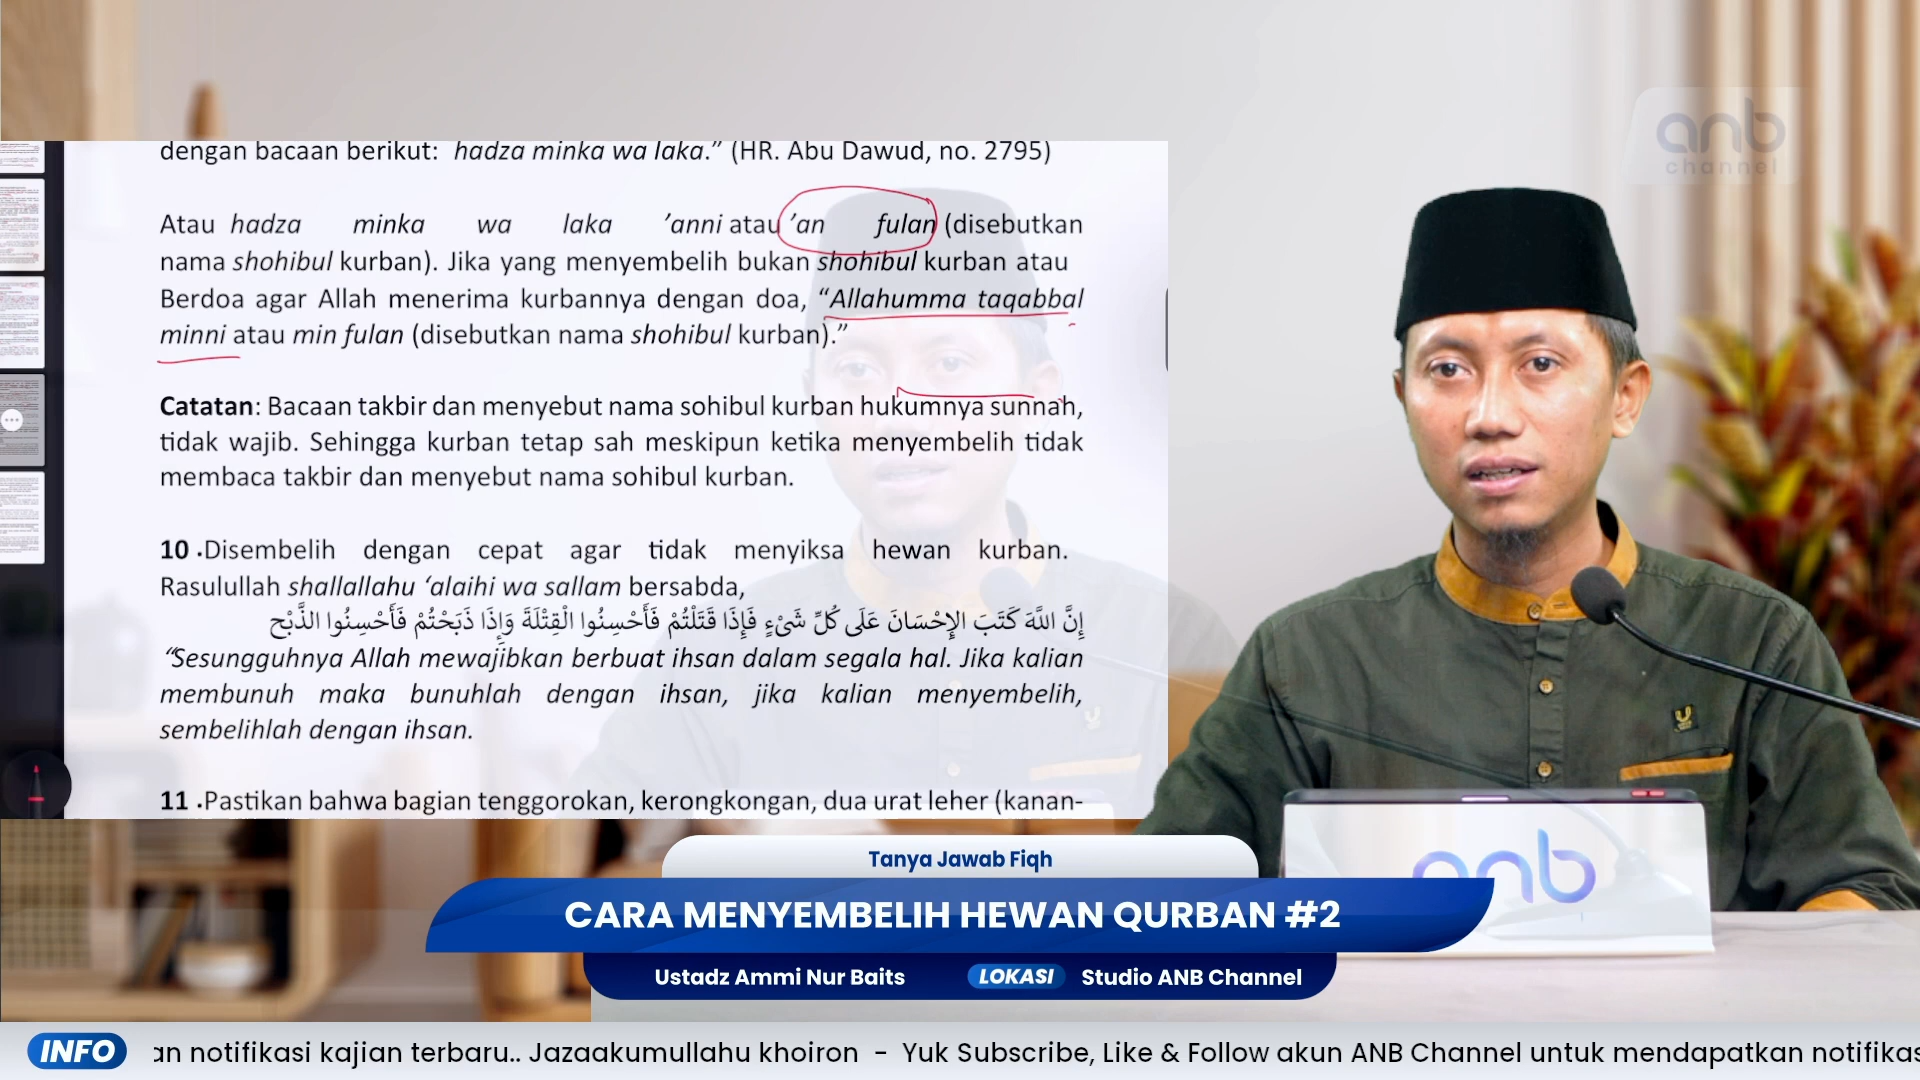 anb
channel
dengan bacaan berikut: hadza minka wa laka.” (HR. Abu Dawud, no. 2795)
Atau hadza minka wa laka ’anni atau ’an fulan (disebutkan
nama shohibul kurban). Jika yang menyembelih bukan shohibul kurban atau
Berdoa agar Allah menerima kurbannya dengan doa, “Allahumma taqabbal
minni atau min fulan (disebutkan nama shohibul kurban).”
Catatan: Bacaan takbir dan menyebut nama sohibul kurban hukumnya sunnah,
tidak wajib. Sehingga kurban tetap sah meskipun ketika menyembelih tidak
membaca takbir dan menyebut nama sohibul kurban.
10 .Disembelih dengan cepat agar tidak menyiksa hewan kurban.
Rasulullah shallallahu ‘alaihi wa sallam bersabda,
إِنَّ اللَّهَ كَتَبَ الإِحْسَانَ عَلَى كُلِّ شَىْءٍ فَإِذَا قَتَلْتُمْ فَأَحْسِنُوا الْقِتْلَةَ وَإِذَا ذَبَحْتُمْ فَأَحْسِنُوا الذَّبْح
“Sesungguhnya Allah mewajibkan berbuat ihsan dalam segala hal. Jika kalian
membunuh maka bunuhlah dengan ihsan, jika kalian menyembelih,
sembelihlah dengan ihsan.
11 .Pastikan bahwa bagian tenggorokan, kerongkongan, dua urat leher (kanan-
anb
Tanya Jawab Fiqh
CARA MENYEMBELIH HEWAN QURBAN #2
Ustadz Ammi Nur Baits LOKASI Studio ANB Channel
INFO an notifikasi kajian terbaru.. Jazaakumullahu khoiron - Yuk Subscribe, Like & Follow akun ANB Channel untuk mendapatkan notifikas